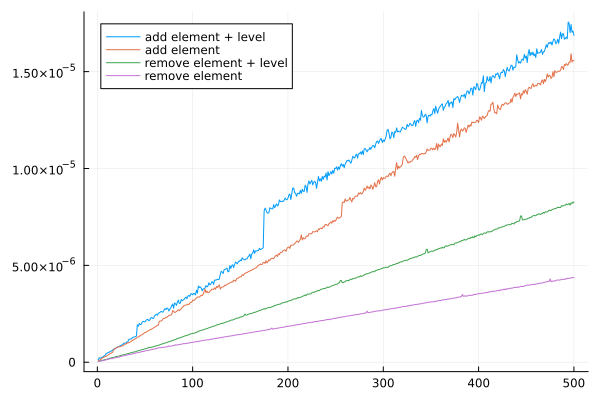 add element + level
add element
remove element + level
remove element
1.50×10⁻⁵
1.00×10⁻⁵
5.00×10⁻⁶
0
0 100 200 300 400 500